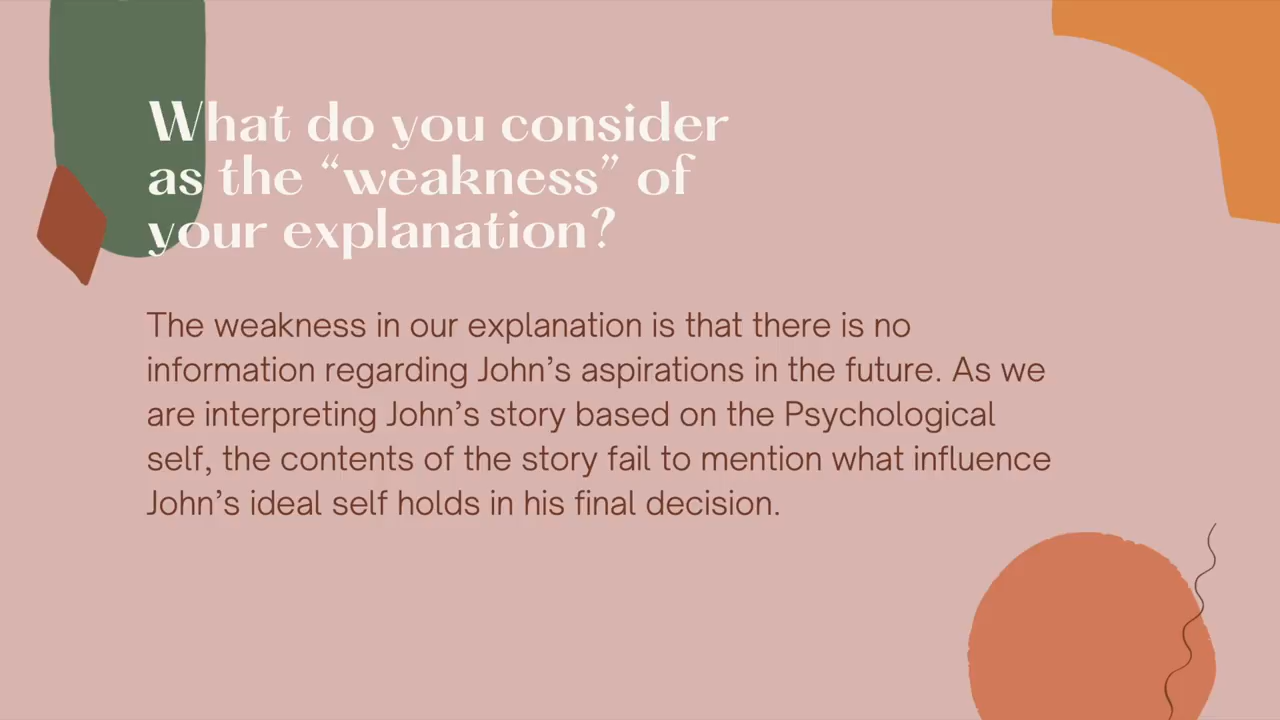 What do you consider
as the “weakness” of
your explanation?
The weakness in our explanation is that there is no
information regarding John’s aspirations in the future. As we
are interpreting John’s story based on the Psychological
self, the contents of the story fail to mention what influence
John’s ideal self holds in his final decision.